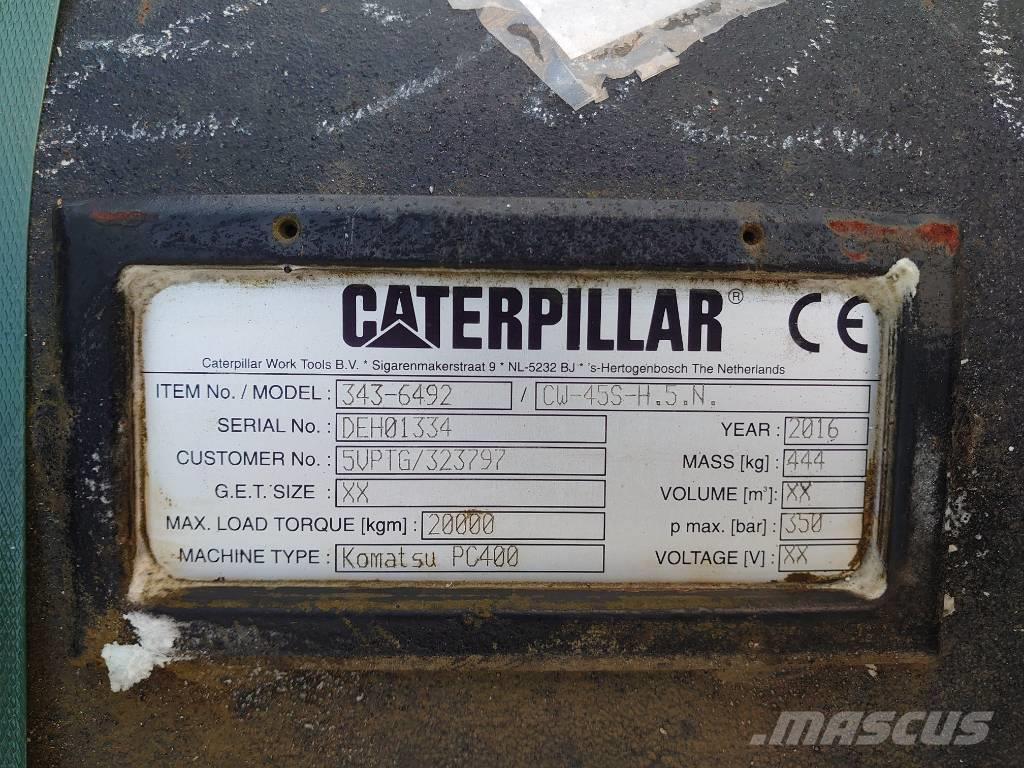 CATERPILLAR® CE
Caterpillar Work Tools B.V. * Sigarenmakerstraat 9 * NL-5232 BJ * 's-Hertogenbosch The Netherlands
ITEM No. / MODEL : 343-6492 / CW-45S-H.5.N.
SERIAL No. : DEH01334 YEAR : 2016
CUSTOMER No. : 5VPTG/323797 MASS [kg] : 444
G.E.T. SIZE : XX VOLUME [m³]: XX
MAX. LOAD TORQUE [kgm] : 20000 p max. [bar] : 350
MACHINE TYPE : Komatsu PC400 VOLTAGE [V] : XX
MASCUS